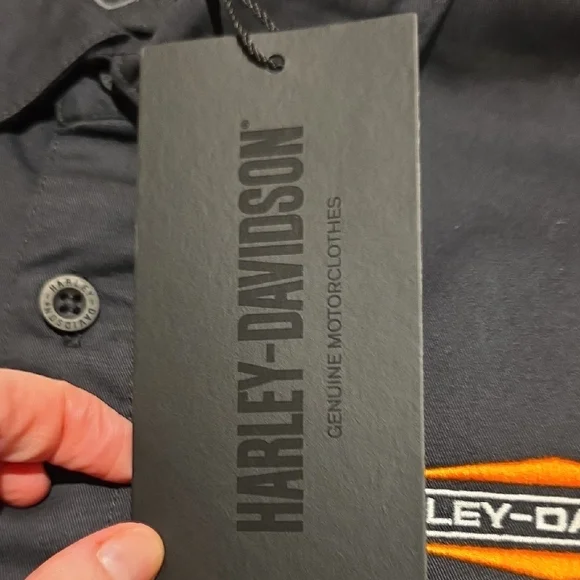 HARLEY-DAVIDSON®
GENUINE MOTORCLOTHES
HARLEY-DAVIDSON
LEY-DA